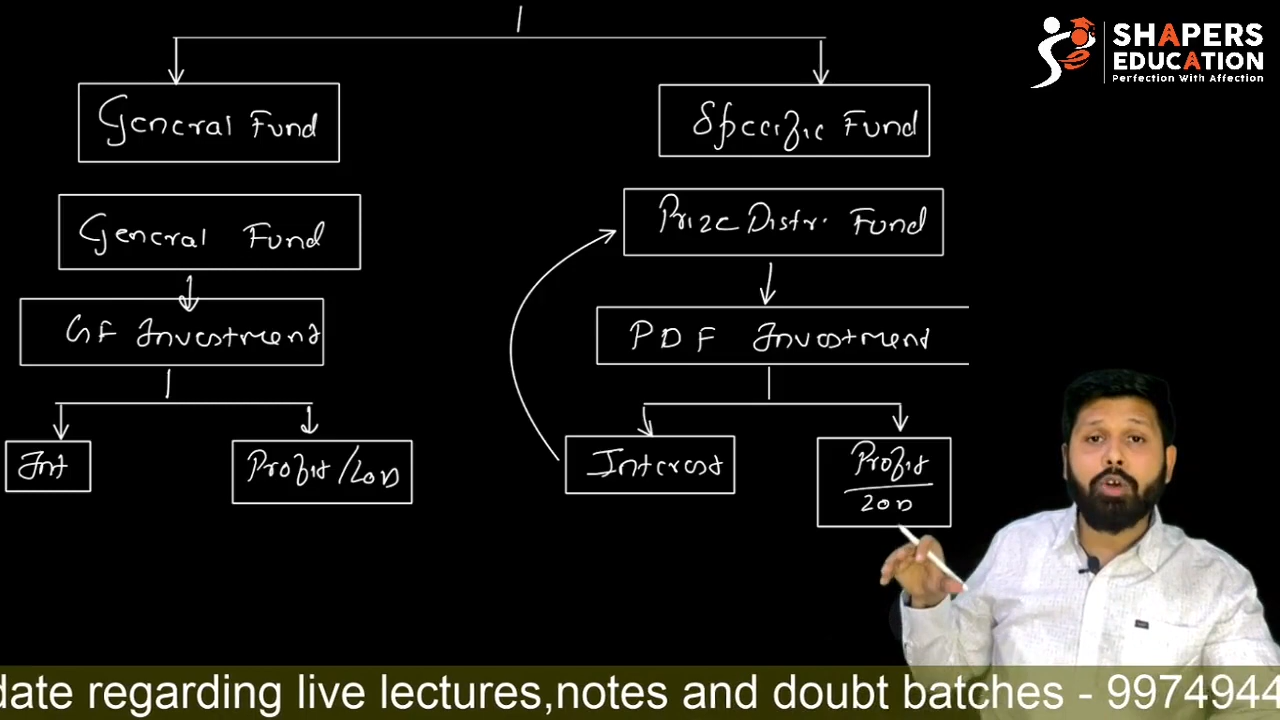 SHAPERS
EDUCATION
Perfection With Affection
General Fund
Specific Fund
General Fund
Prize Distri. Fund
GF Investment
PDF Investment
Int
Profit/Loss
Interest
Profit
Loss
date regarding live lectures,notes and doubt batches - 9974944